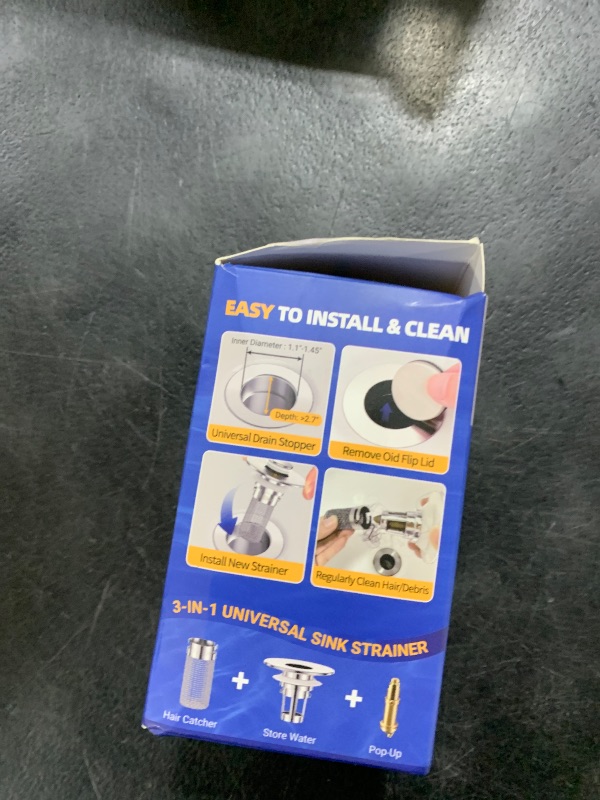 EASY TO INSTALL & CLEAN
Inner Diameter : 1.1"-1.45"
Depth: >2.7"
Universal Drain Stopper
Remove Oid Flip Lid
Install New Strainer
Regularly Clean Hair/Debris
3-IN-1 UNIVERSAL SINK STRAINER
Hair Catcher
+
Store Water
+
Pop-Up